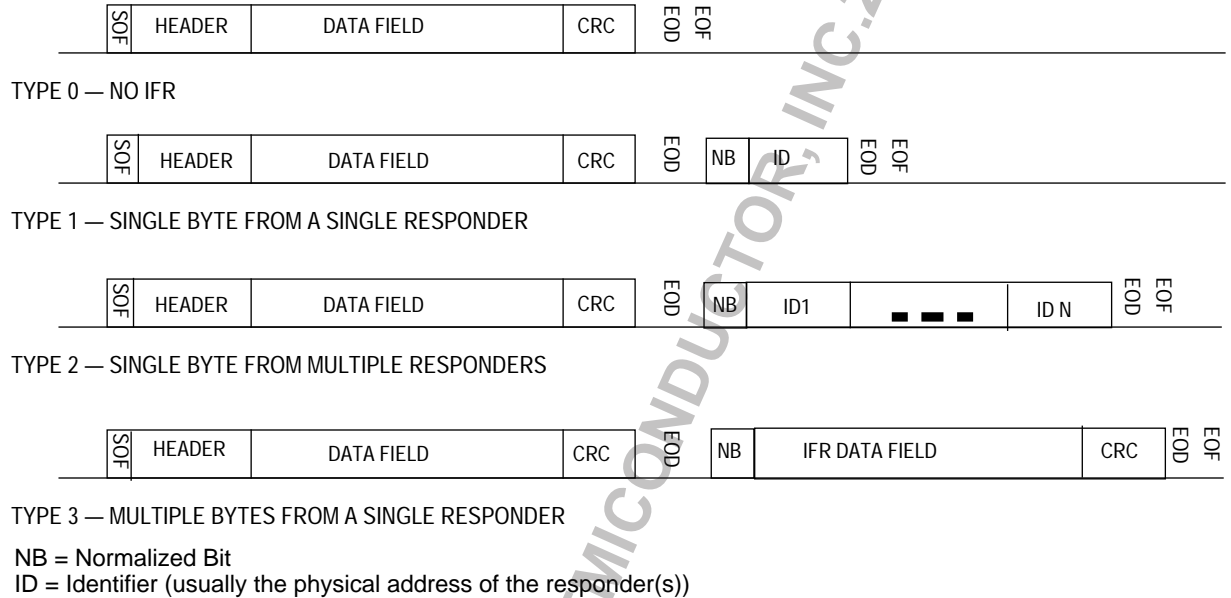 SOF HEADER DATA FIELD CRC EOD EOF
TYPE 0 — NO IFR
SOF HEADER DATA FIELD CRC EOD NB ID EOD EOF
TYPE 1 — SINGLE BYTE FROM A SINGLE RESPONDER
SOF HEADER DATA FIELD CRC EOD NB ID1 ID N EOD EOF
TYPE 2 — SINGLE BYTE FROM MULTIPLE RESPONDERS
SOF HEADER DATA FIELD CRC EOD NB IFR DATA FIELD CRC EOD EOF
TYPE 3 — MULTIPLE BYTES FROM A SINGLE RESPONDER
NB = Normalized Bit
ID = Identifier (usually the physical address of the responder(s))